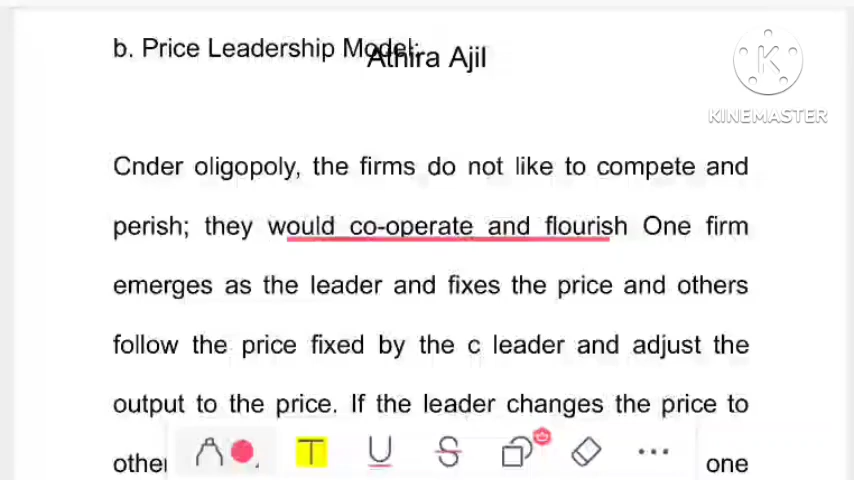 b. Price Leadership Model:
Athira Ajil
KINEMASTER
Cnder oligopoly, the firms do not like to compete and
perish; they would co-operate and flourish One firm
emerges as the leader and fixes the price and others
follow the price fixed by the c leader and adjust the
output to the price. If the leader changes the price to
one